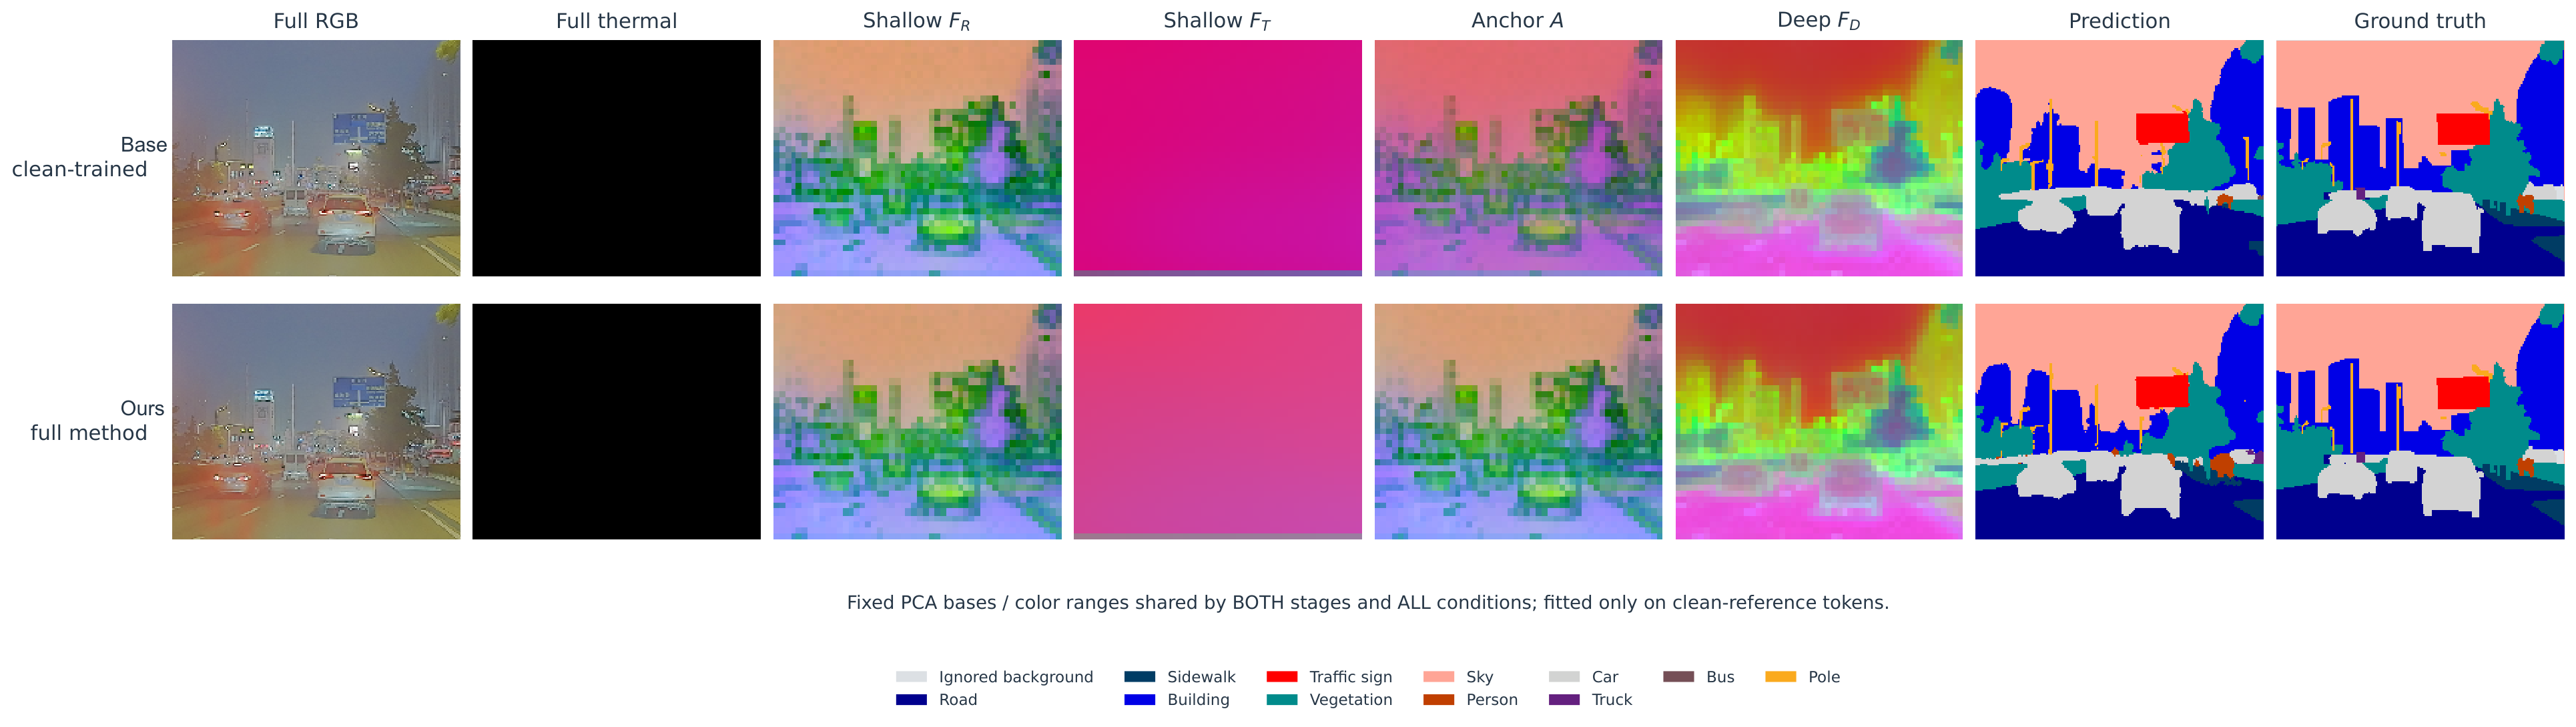 Full RGB Full thermal Shallow F_R Shallow F_T Anchor A Deep F_D Prediction Ground truth
Base
clean-trained
Ours
full method
Fixed PCA bases / color ranges shared by BOTH stages and ALL conditions; fitted only on clean-reference tokens.
Ignored background Sidewalk Traffic sign Sky Car Bus Pole
Road Building Vegetation Person Truck